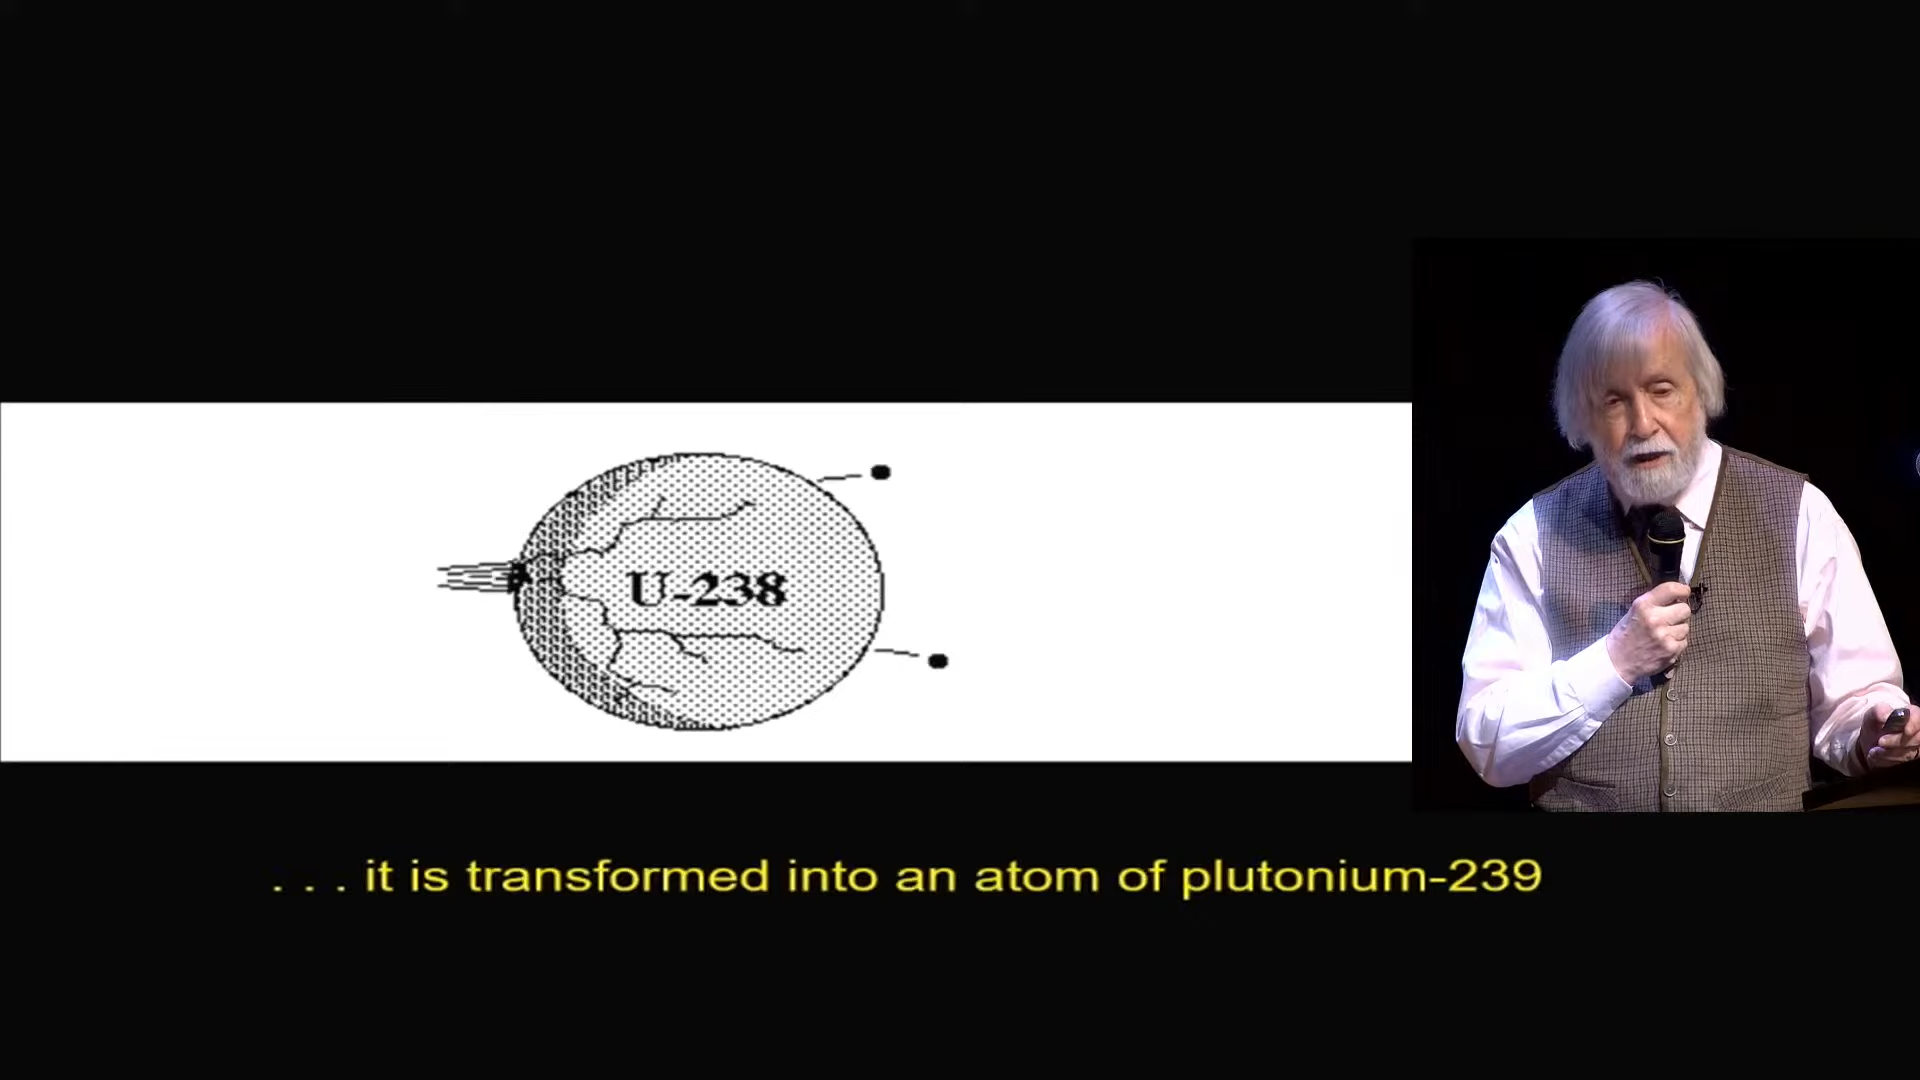 U-238
. . . it is transformed into an atom of plutonium-239